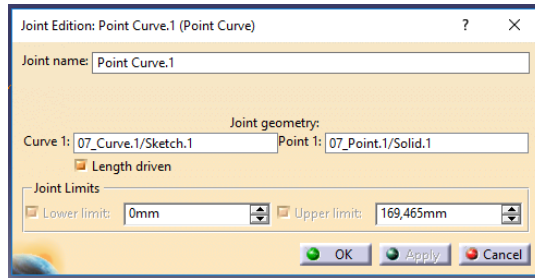 Joint Edition: Point Curve.1 (Point Curve) ? ×
Joint name: Point Curve.1
Joint geometry:
Curve 1: 07_Curve.1/Sketch.1 Point 1: 07_Point.1/Solid.1
Length driven
Joint Limits
Lower limit: 0mm Upper limit: 169,465mm
OK Apply Cancel